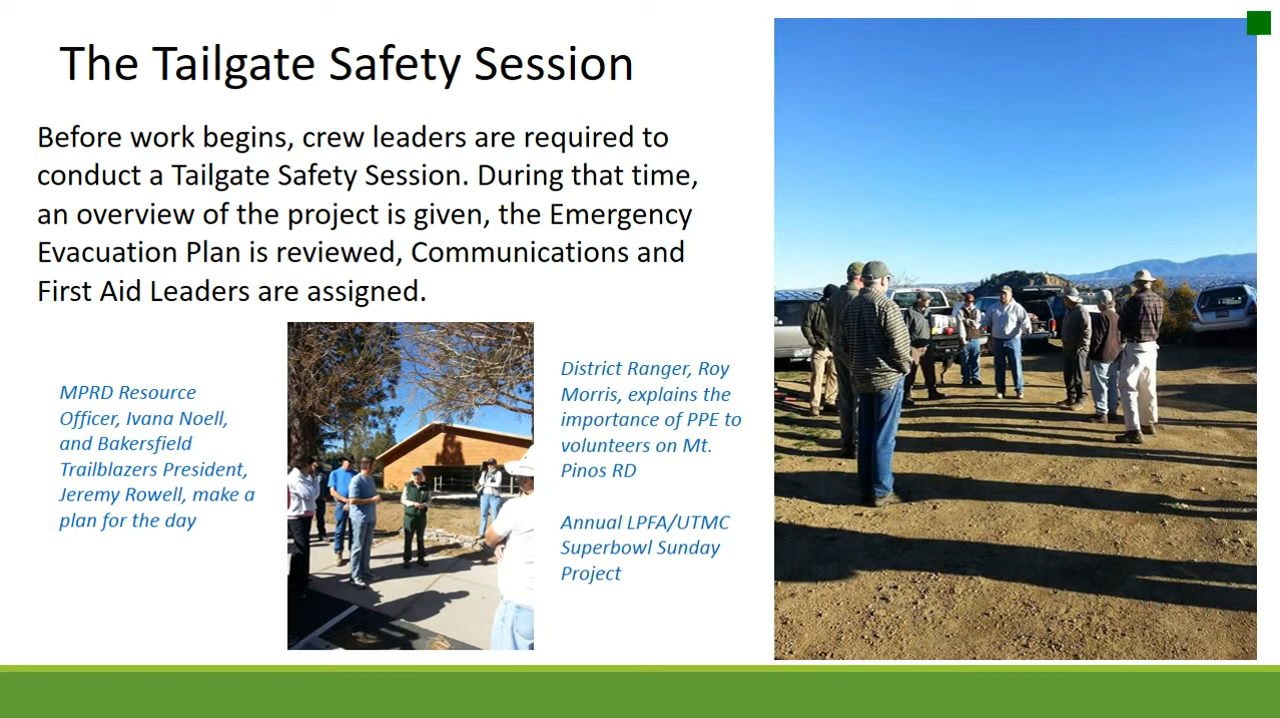 The Tailgate Safety Session
Before work begins, crew leaders are required to
conduct a Tailgate Safety Session. During that time,
an overview of the project is given, the Emergency
Evacuation Plan is reviewed, Communications and
First Aid Leaders are assigned.
MPRD Resource
Officer, Ivana Noell,
and Bakersfield
Trailblazers President,
Jeremy Rowell, make a
plan for the day
District Ranger, Roy
Morris, explains the
importance of PPE to
volunteers on Mt.
Pinos RD
Annual LPFA/UTMC
Superbowl Sunday
Project